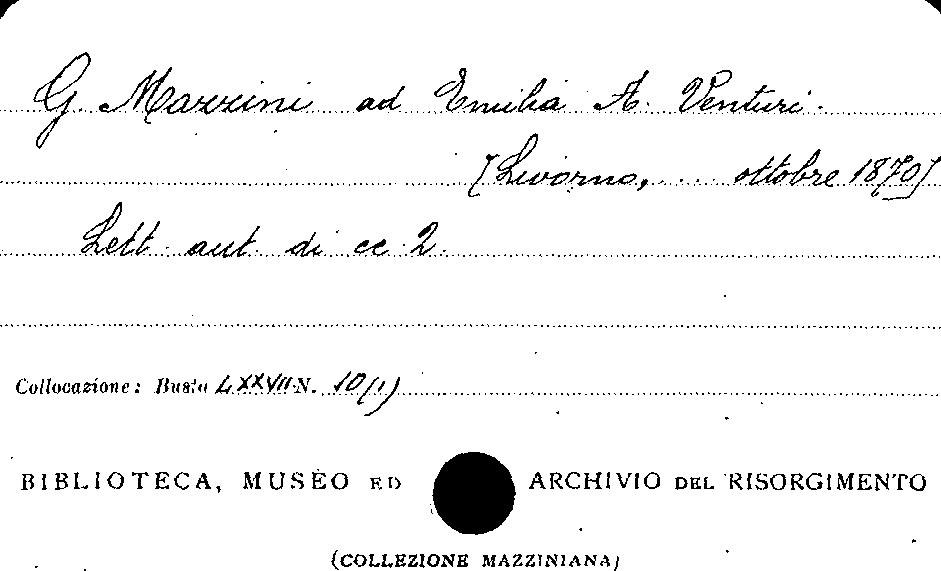 G. Mazzini ad Emilia A. Venturi.
[Livorno, ... ottobre 1870]
Lett. aut. di cc. 2.
Collocazione: Busta LXXVII N. 10(1)
BIBLIOTECA, MUSEO ED ARCHIVIO DEL RISORGIMENTO
(COLLEZIONE MAZZINIANA)